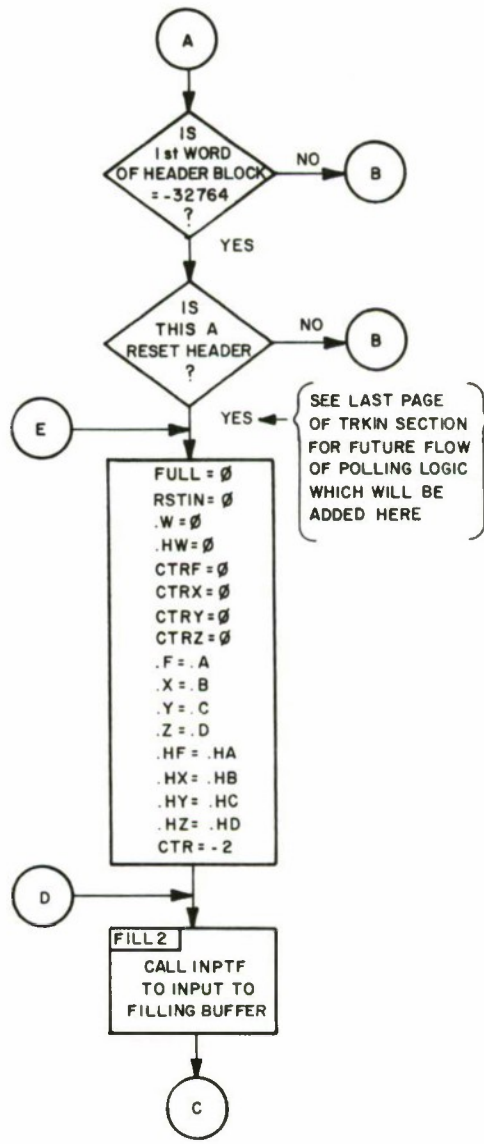 A
IS
1st WORD
OF HEADER BLOCK
= -32764
?
NO
B
YES
IS
THIS A
RESET HEADER
?
NO
B
E
YES
SEE LAST PAGE
OF TRKIN SECTION
FOR FUTURE FLOW
OF POLLING LOGIC
WHICH WILL BE
ADDED HERE
FULL = Ø
RSTIN = Ø
.W = Ø
.HW = Ø
CTRF = Ø
CTRX = Ø
CTRY = Ø
CTRZ = Ø
.F = .A
.X = .B
.Y = .C
.Z = .D
.HF = .HA
.HX = .HB
.HY = .HC
.HZ = .HD
CTR = -2
D
FILL2
CALL INPTF
TO INPUT TO
FILLING BUFFER
C